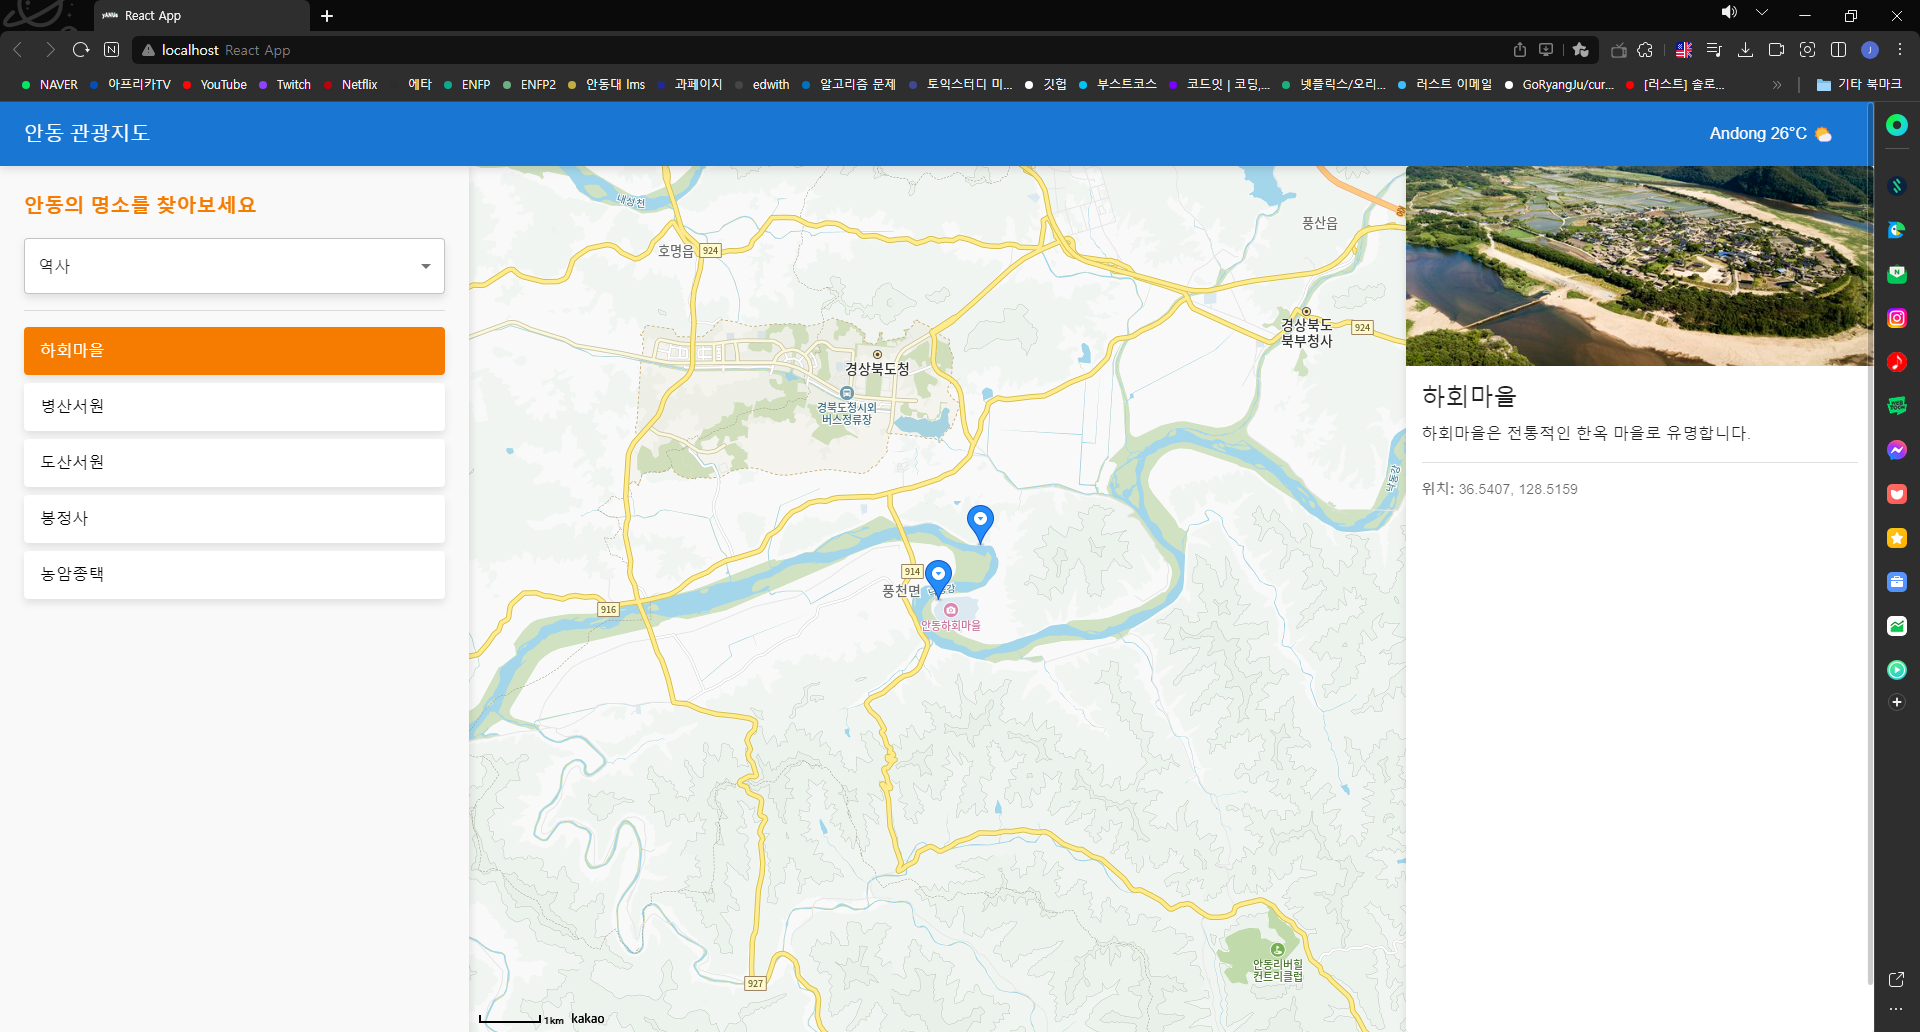 React App
localhost React App
NAVER 아프리카TV YouTube Twitch Netflix 에타 ENFP ENFP2 안동대 lms 과페이지 edwith 알고리즘 문제 토익스터디 미... 깃헙 부스트코스 코드잇 | 코딩,... 넷플릭스/오리... 러스트 이메일 GoRyangJu/cur... [러스트] 솔로... » 기타 북마크
안동 관광지도
Andong 26°C
안동의 명소를 찾아보세요
역사
하회마을
병산서원
도산서원
봉정사
농암종택
내성천
호명읍
924
풍산읍
경상북도
북부청사
924
경상북도청
경북도청시외
버스정류장
낙동강
914
풍천면
916
안동하회마을
안동리버힐
컨트리클럽
927
1km kakao
하회마을
하회마을은 전통적인 한옥 마을로 유명합니다.
위치: 36.5407, 128.5159